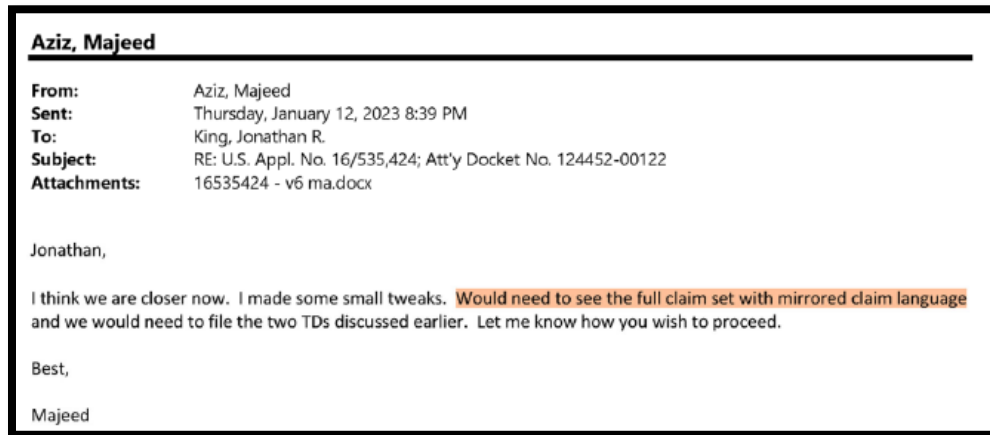 Aziz, Majeed
From: Aziz, Majeed
Sent: Thursday, January 12, 2023 8:39 PM
To: King, Jonathan R.
Subject: RE: U.S. Appl. No. 16/535,424; Att'y Docket No. 124452-00122
Attachments: 16535424 - v6 ma.docx
Jonathan,
I think we are closer now. I made some small tweaks. Would need to see the full claim set with mirrored claim language
and we would need to file the two TDs discussed earlier. Let me know how you wish to proceed.
Best,
Majeed